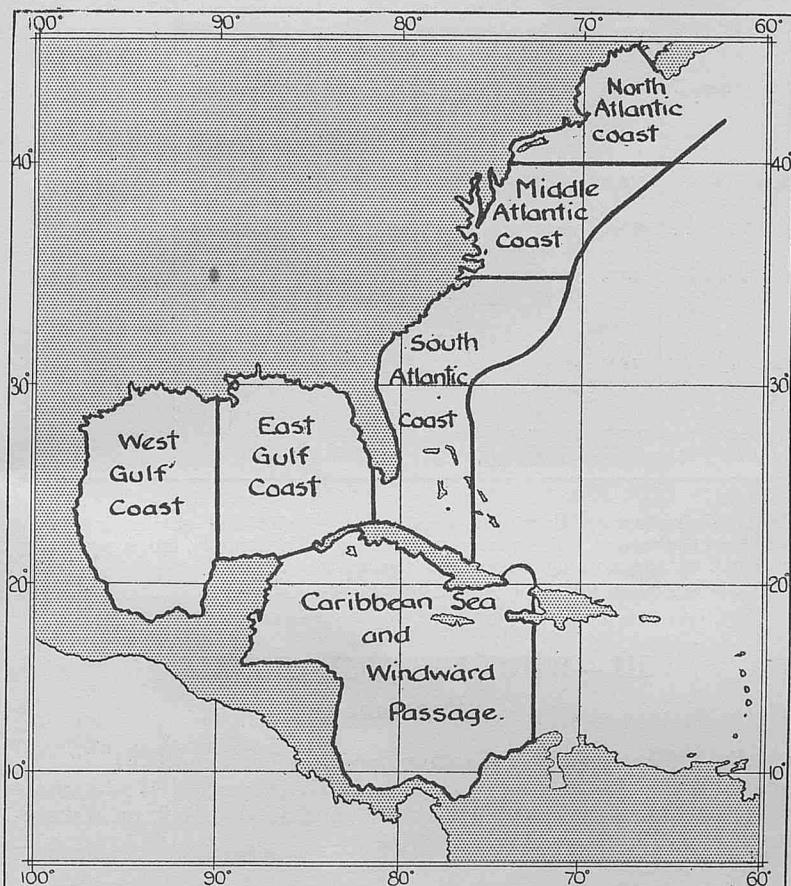 100° 90° 80° 70° 60°
North
Atlantic
coast
40° 40°
Middle
Atlantic
Coast
South
Atlantic
Coast
30° 30°
West
Gulf
Coast
East
Gulf
Coast
20° 20°
Caribbean Sea
and
Windward
Passage.
10° 10°
100° 90° 80° 70° 60°